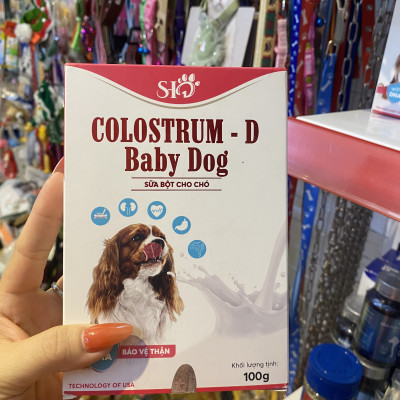 SHO
COLOSTRUM - D
Baby Dog
SỮA BỘT CHO CHÓ
BẢO VỆ THẬN
Khối lượng tịnh:
100g
TECHNOLOGY OF USA